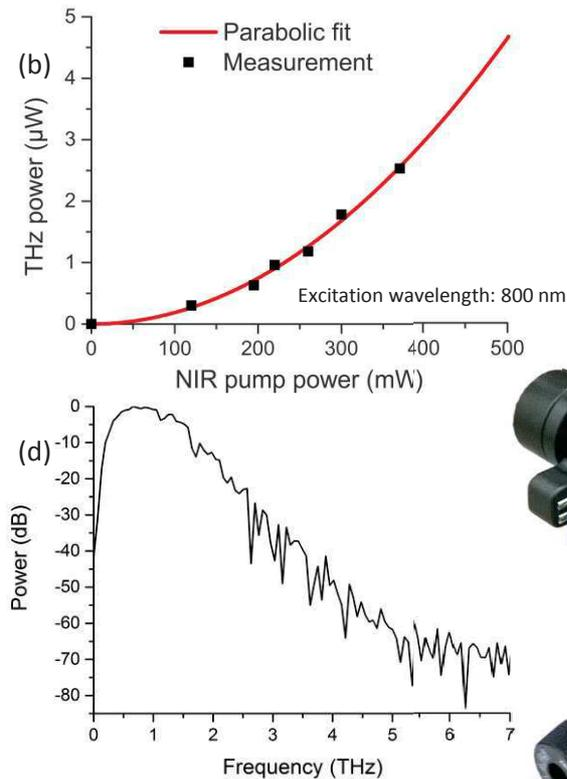 (b)
Parabolic fit
Measurement
THz power (µW)
5
4
3
2
1
0
Excitation wavelength: 800 nm
0 100 200 300 400 500
NIR pump power (mW)
(d)
Power (dB)
0
-10
-20
-30
-40
-50
-60
-70
-80
0 1 2 3 4 5 6 7
Frequency (THz)